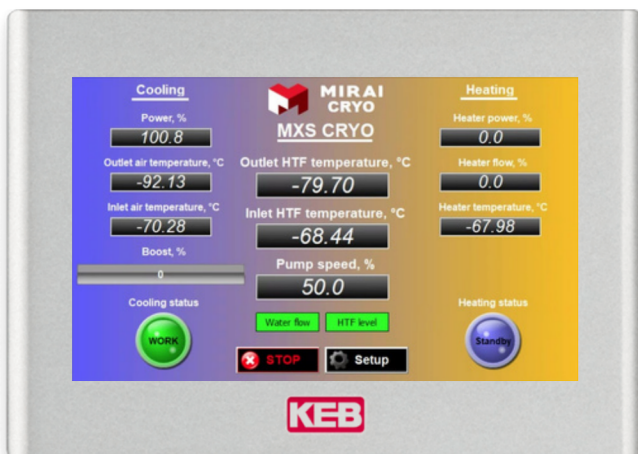 Cooling
Power, %
100.8
Outlet air temperature, °C
-92.13
Inlet air temperature, °C
-70.28
Boost, %
0
Cooling status
WORK
MIRAI
CRYO
MXS CRYO
Outlet HTF temperature, °C
-79.70
Inlet HTF temperature, °C
-68.44
Pump speed, %
50.0
Water flow
HTF level
STOP
Setup
Heating
Heater power, %
0.0
Heater flow, %
0.0
Heater temperature, °C
-67.98
Heating status
Standby
KEB